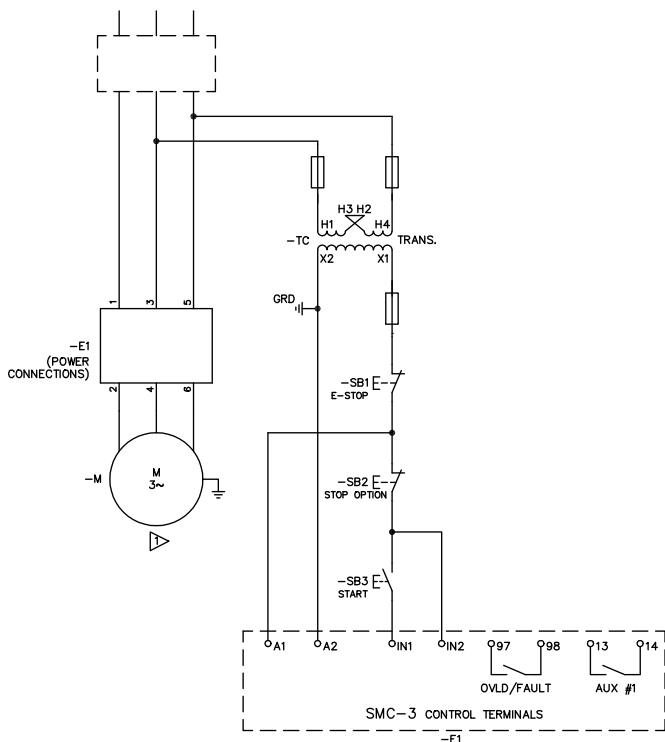 H3 H2
H1
H4
-TC
TRANS.
X2
X1
GRD
1
3
5
-E1
(POWER
CONNECTIONS)
2
4
6
-SB1
E-STOP
-M
M
3~
-SB2
STOP OPTION
1
-SB3
START
A1
A2
IN1
IN2
97
98
13
14
OVLD/FAULT
AUX #1
SMC-3 CONTROL TERMINALS
-E1